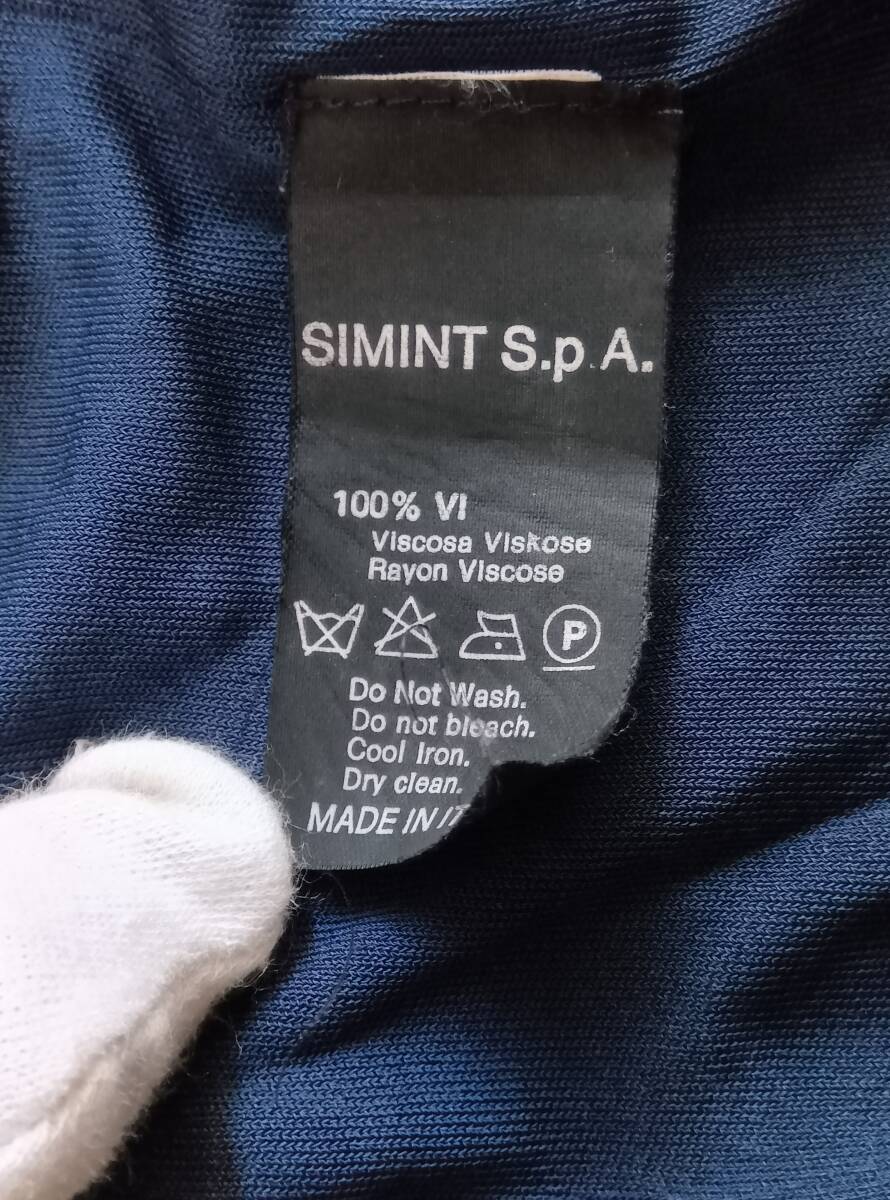 SIMINT S.p.A.
100% VI
Viscosa Viskose
Rayon Viscose
P
Do Not Wash.
Do not bleach.
Cool Iron.
Dry clean.
MADE IN IT